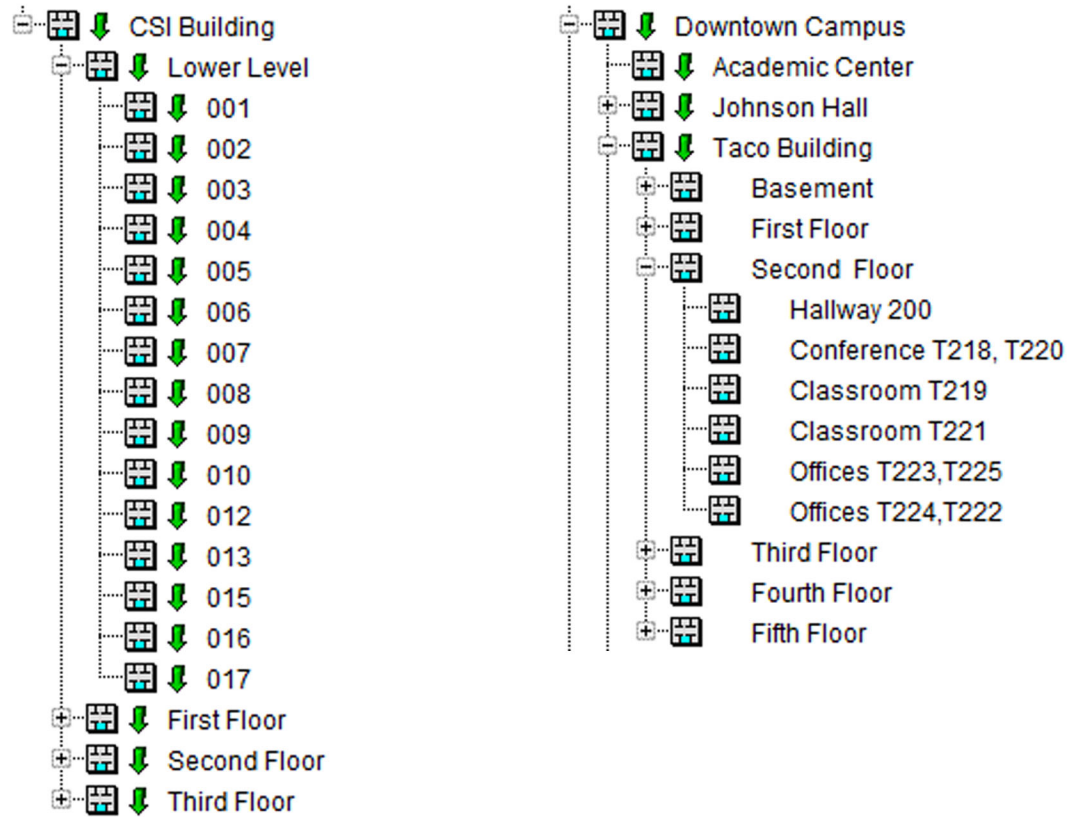 CSI Building
Lower Level
001
002
003
004
005
006
007
008
009
010
012
013
015
016
017
First Floor
Second Floor
Third Floor
Downtown Campus
Academic Center
Johnson Hall
Taco Building
Basement
First Floor
Second  Floor
Hallway 200
Conference T218, T220
Classroom T219
Classroom T221
Offices T223,T225
Offices T224,T222
Third Floor
Fourth Floor
Fifth Floor